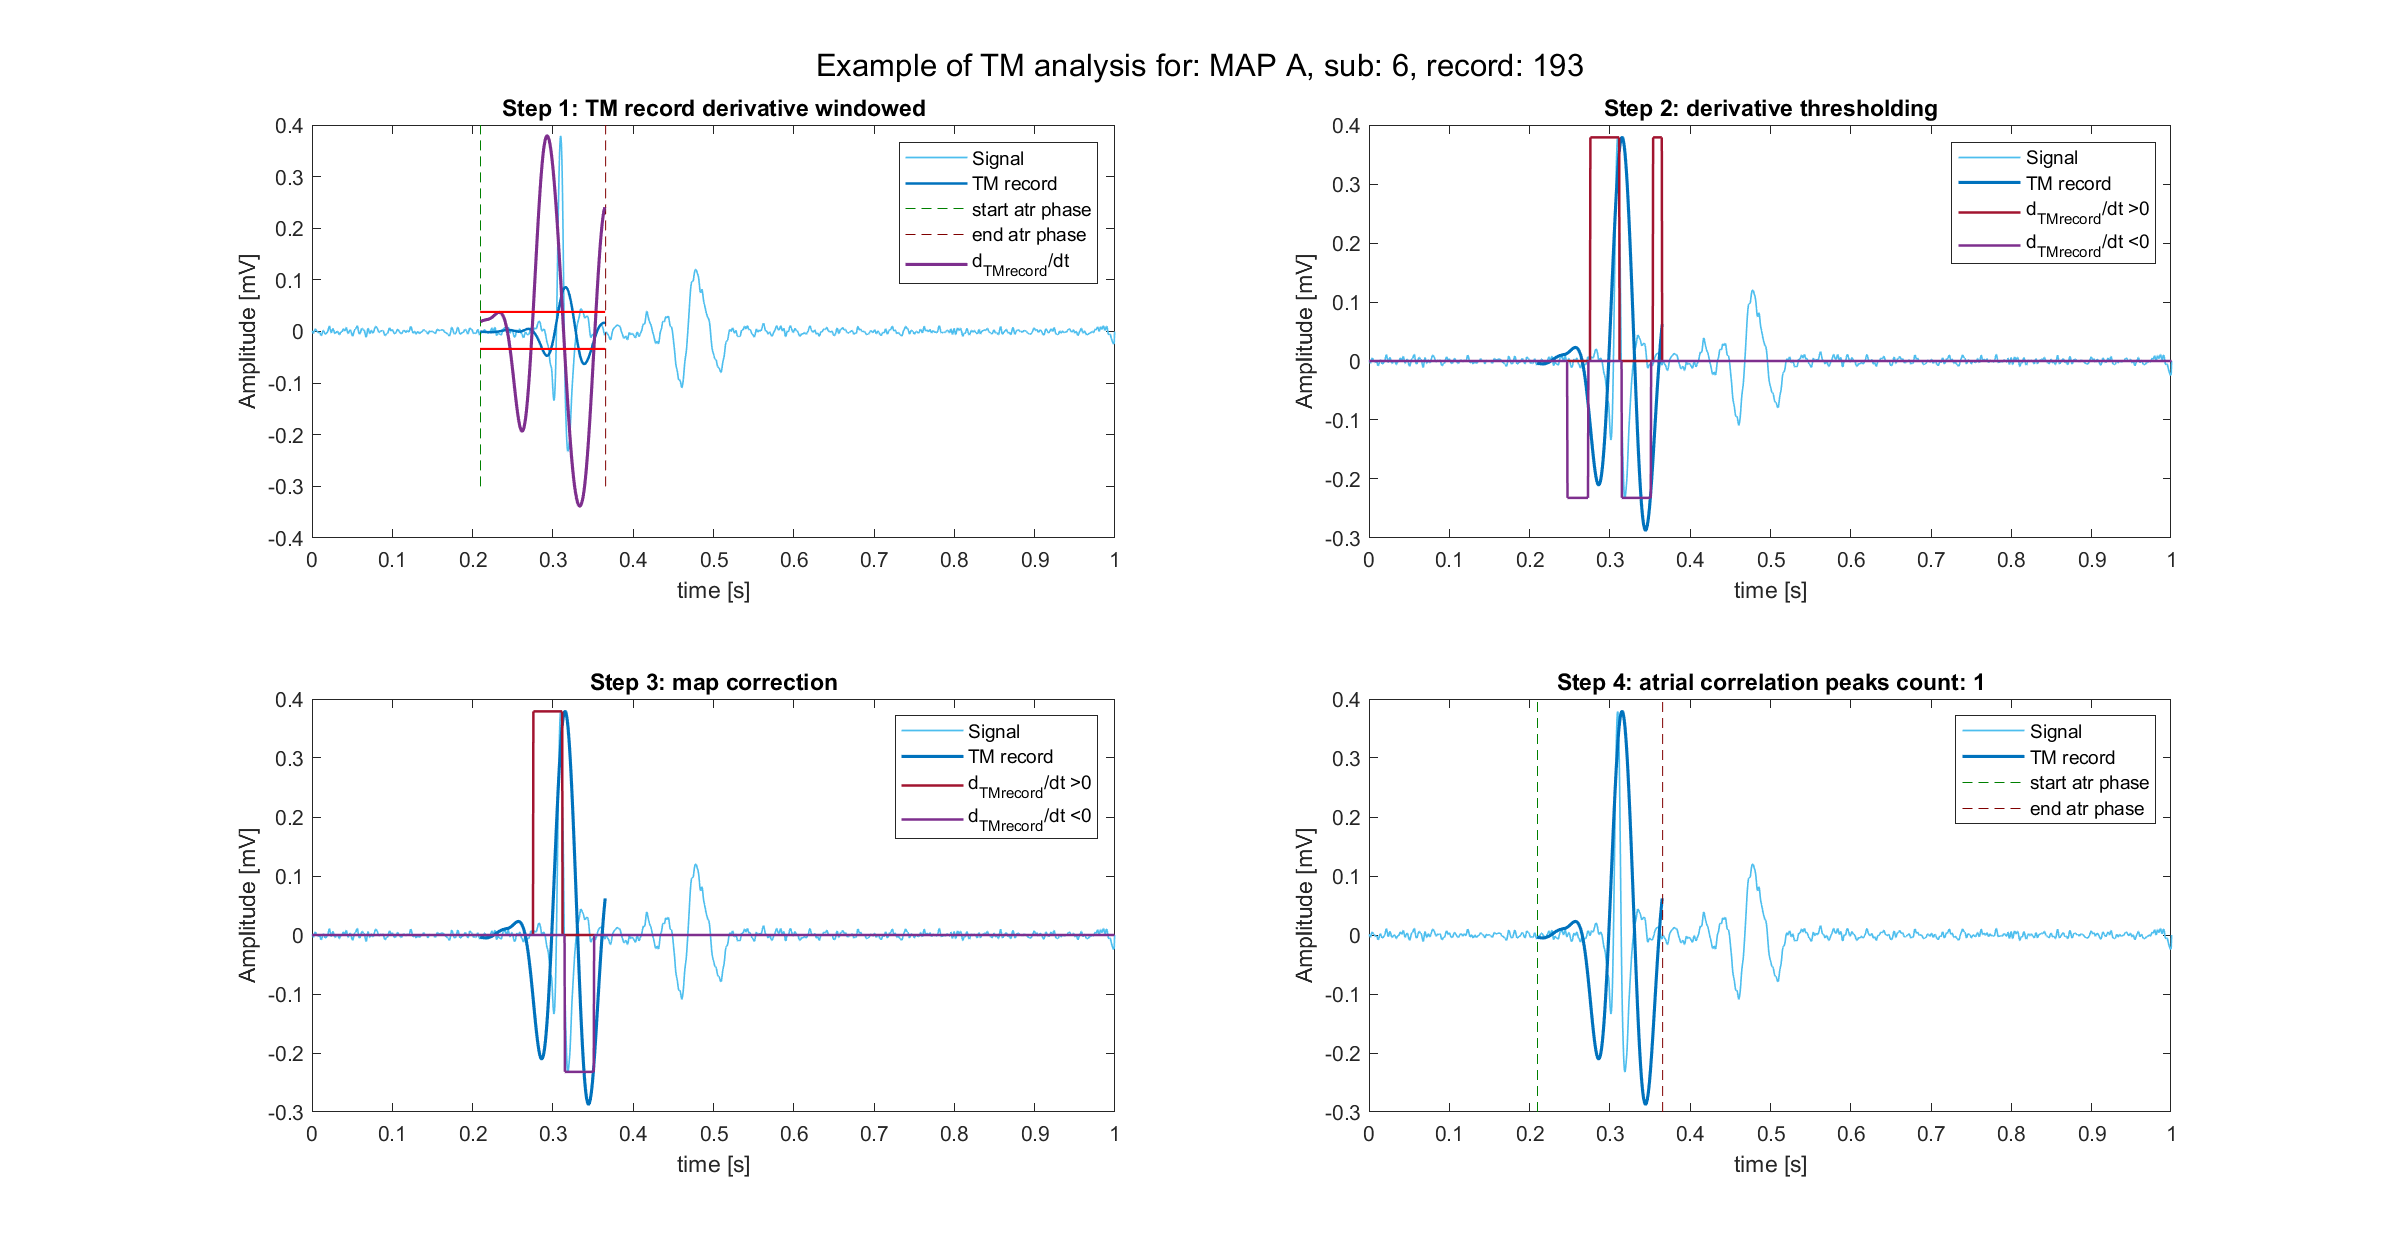 Example of TM analysis for: MAP A, sub: 6, record: 193
Step 1: TM record derivative windowed
0.4
0.3
0.2
0.1
0
-0.1
-0.2
-0.3
-0.4
Amplitude [mV]
0 0.1 0.2 0.3 0.4 0.5 0.6 0.7 0.8 0.9 1
time [s]
Signal
TM record
start atr phase
end atr phase
dTMrecord/dt
Step 2: derivative thresholding
0.4
0.3
0.2
0.1
0
-0.1
-0.2
-0.3
Amplitude [mV]
0 0.1 0.2 0.3 0.4 0.5 0.6 0.7 0.8 0.9 1
time [s]
Signal
TM record
dTMrecord/dt >0
dTMrecord/dt <0
Step 3: map correction
0.4
0.3
0.2
0.1
0
-0.1
-0.2
-0.3
Amplitude [mV]
0 0.1 0.2 0.3 0.4 0.5 0.6 0.7 0.8 0.9 1
time [s]
Signal
TM record
dTMrecord/dt >0
dTMrecord/dt <0
Step 4: atrial correlation peaks count: 1
0.4
0.3
0.2
0.1
0
-0.1
-0.2
-0.3
Amplitude [mV]
0 0.1 0.2 0.3 0.4 0.5 0.6 0.7 0.8 0.9 1
time [s]
Signal
TM record
start atr phase
end atr phase